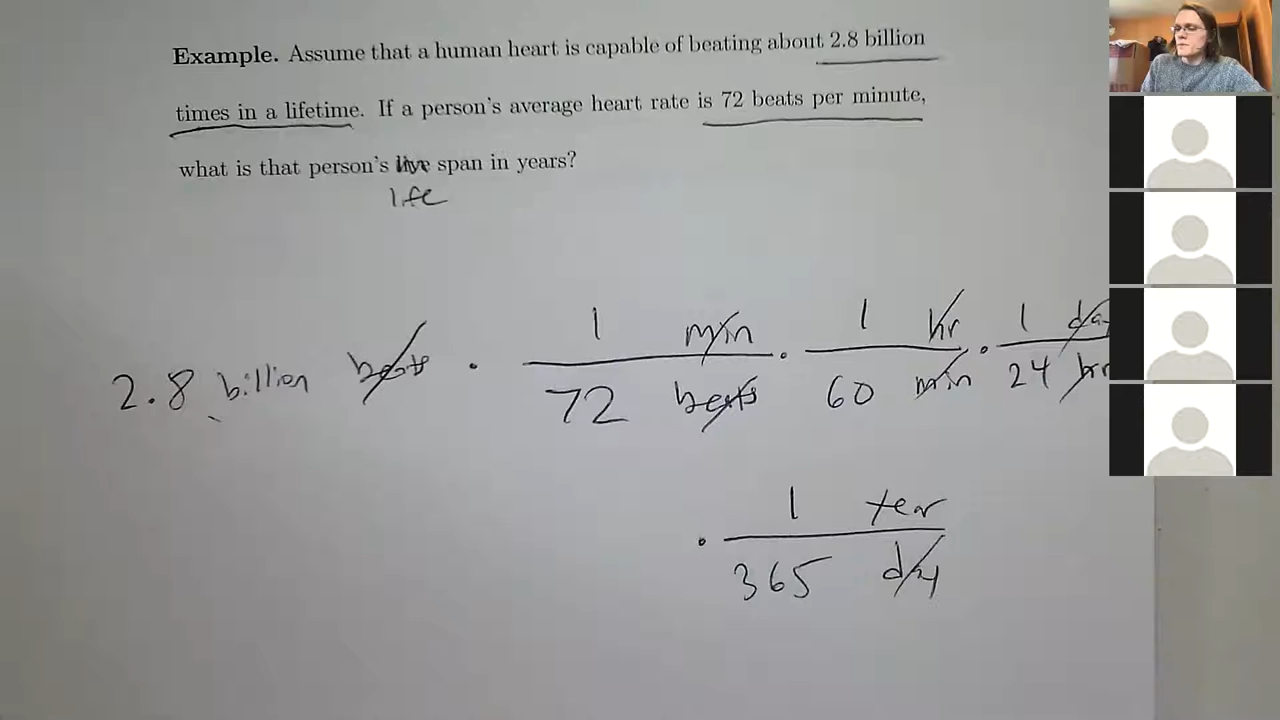 Example. Assume that a human heart is capable of beating about 2.8 billion
times in a lifetime. If a person's average heart rate is 72 beats per minute,
what is that person's live span in years?
life
2.8 billion beats · 1 min / 72 beats · 1 hr / 60 min · 1 day / 24 hr
· 1 year / 365 day